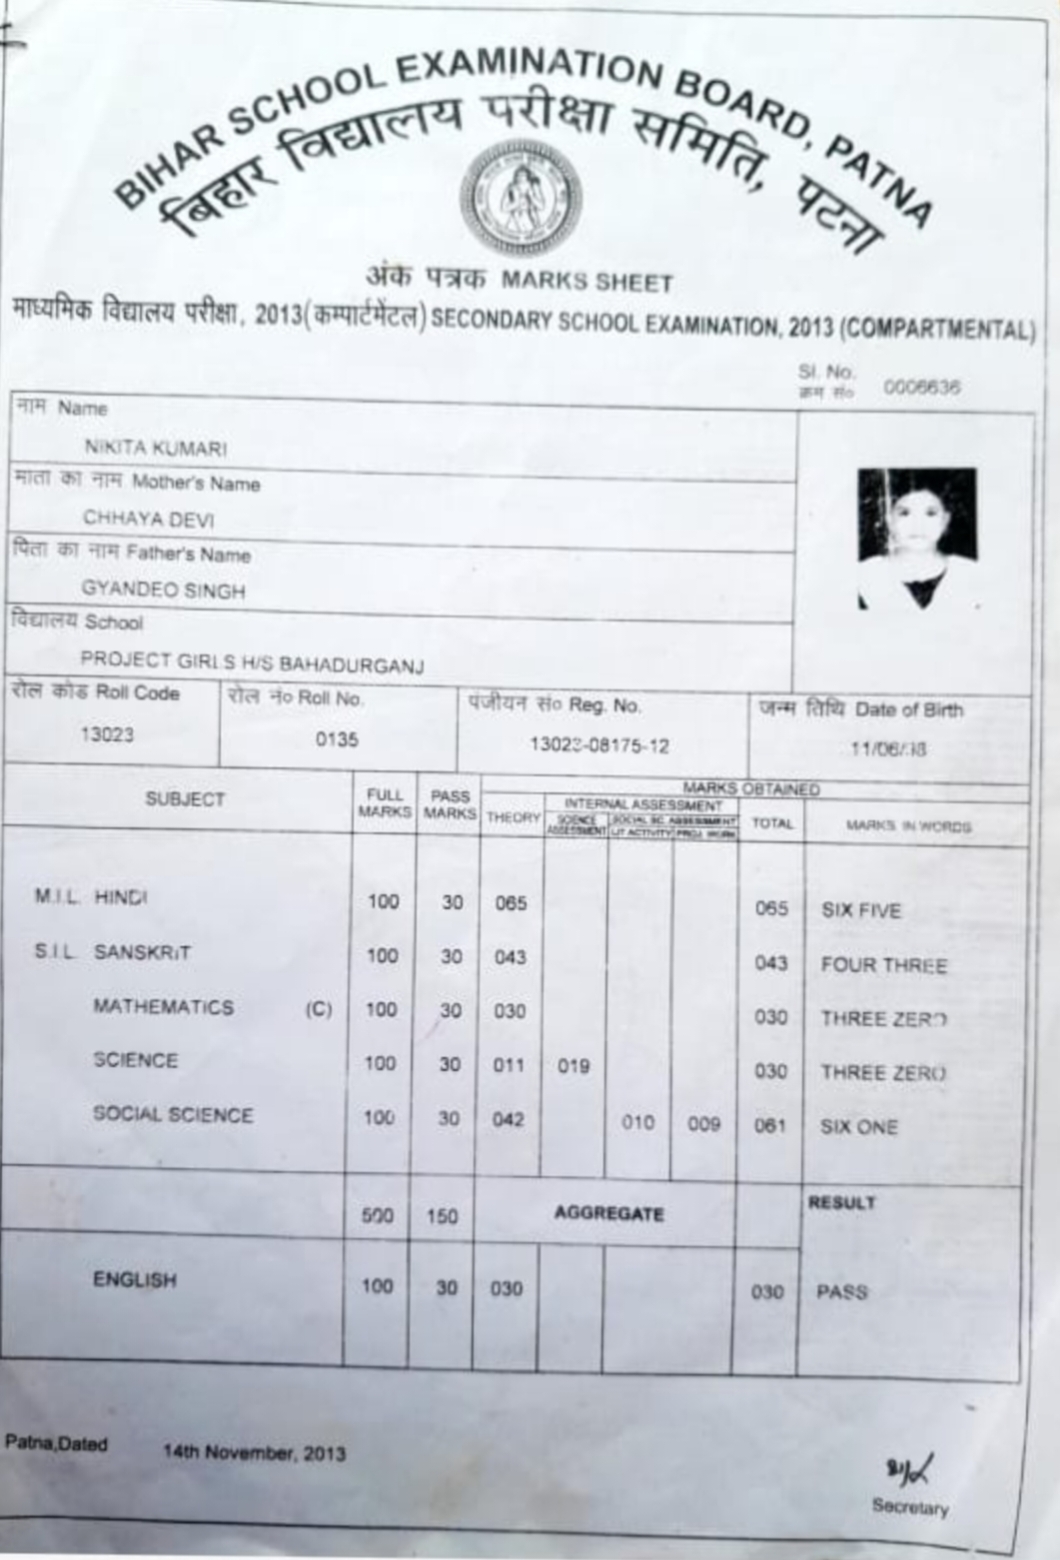 BIHAR SCHOOL EXAMINATION BOARD, PATNA
बिहार विद्यालय परीक्षा समिति, पटना
अंक पत्रक MARKS SHEET
माध्यमिक विद्यालय परीक्षा, 2013(कम्पार्टमेंटल) SECONDARY SCHOOL EXAMINATION, 2013 (COMPARTMENTAL)
Sl. No.
क्रम सं० 0006636
नाम Name
NIKITA KUMARI
माता का नाम Mother's Name
CHHAYA DEVI
पिता का नाम Father's Name
GYANDEO SINGH
विद्यालय School
PROJECT GIRLS H/S BAHADURGANJ
रोल कोड Roll Code रोल नं० Roll No. पंजीयन सं० Reg. No. जन्म तिथि Date of Birth
13023 0135 13023-08175-12 11/06/
MARKS OBTAINED
SUBJECT FULL MARKS PASS MARKS THEORY INTERNAL ASSESSMENT TOTAL MARKS IN WORDS
SCIENCE ASSESSMENT SOCIAL SC. ASSESSMENT
LIT ACTIVITY PROJ. WORK
M.I.L. HINDI 100 30 065 065 SIX FIVE
S.I.L. SANSKRIT 100 30 043 043 FOUR THREE
MATHEMATICS (C) 100 30 030 030 THREE ZERO
SCIENCE 100 30 011 019 030 THREE ZERO
SOCIAL SCIENCE 100 30 042 010 009 061 SIX ONE
500 150 AGGREGATE RESULT
ENGLISH 100 30 030 030 PASS
Patna,Dated 14th November, 2013
Secretary